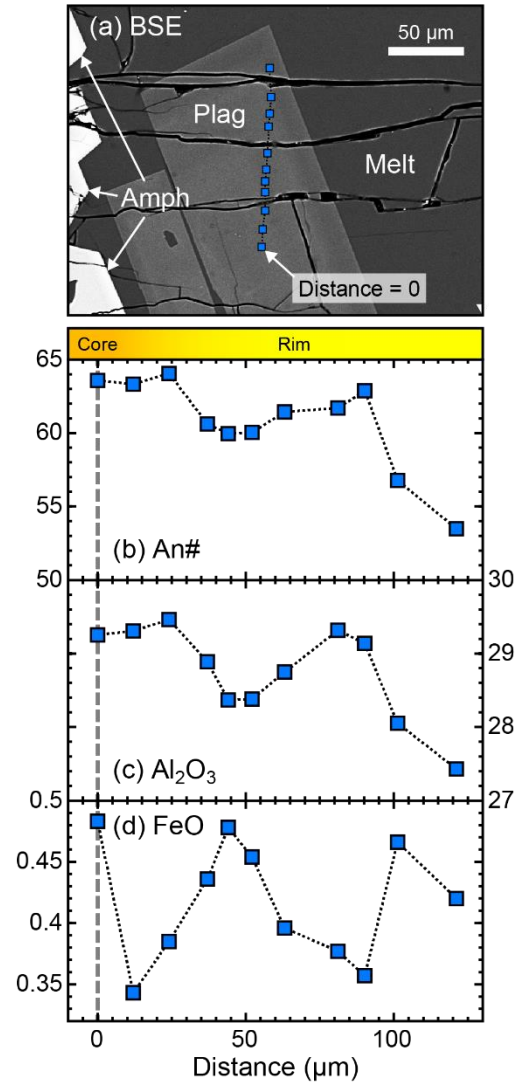 (a) BSE
50 µm
Plag
Melt
Amph
Distance = 0
Core
Rim
65
60
55
(b) An#
50
30
29
28
(c) Al₂O₃
27
0.5
(d) FeO
0.45
0.4
0.35
0
50
100
Distance (µm)